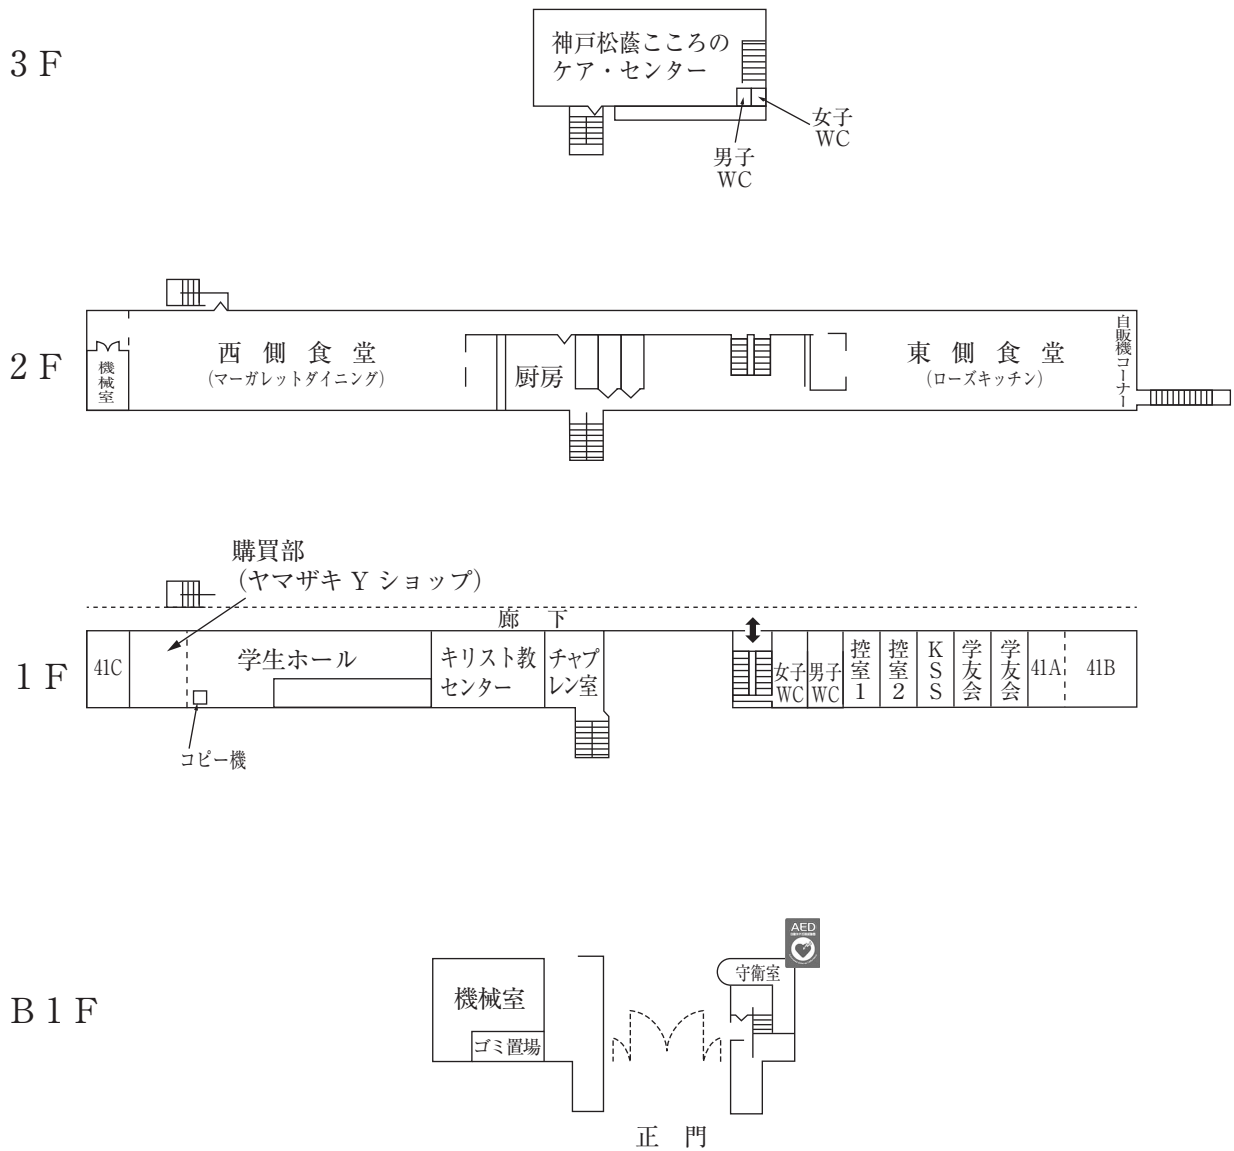 3F
神戸松蔭こころの
ケア・センター
女子
WC
男子
WC
2F
機械室
西側食堂
(マーガレットダイニング)
厨房
東側食堂
(ローズキッチン)
自販機コーナー
購買部
(ヤマザキ Y ショップ)
廊下
1F
41C
学生ホール
キリスト教
センター
チャプ
レン室
女子
WC
男子
WC
控室1
控室2
KSS
学友会
学友会
41A
41B
コピー機
AED
守衛室
B1F
機械室
ゴミ置場
正門